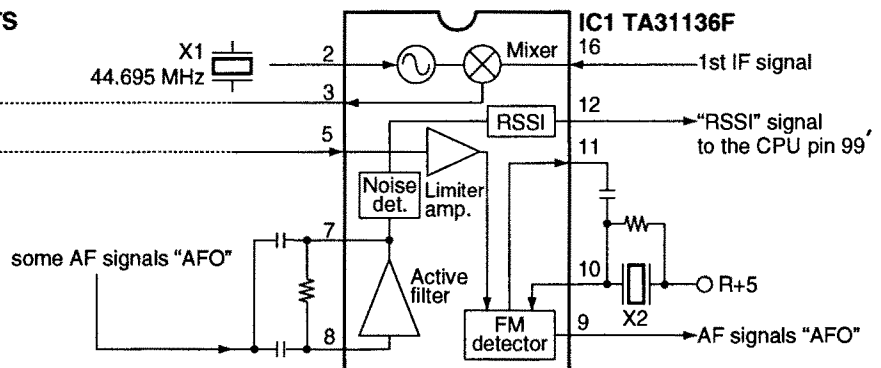 TS
IC1 TA31136F
X1
44.695 MHz
2
Mixer
16
1st IF signal
3
12
RSSI
"RSSI" signal
to the CPU pin 99
5
11
Noise
det.
Limiter
amp.
7
some AF signals "AFO"
Active
filter
10
R+5
X2
8
FM
detector
9
AF signals "AFO"